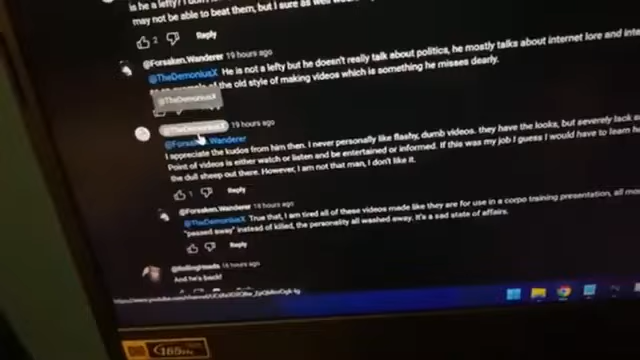 is he a lefty? I don't
may not be able to beat them, but I sure as well
2 Reply
@Forsaken.Wanderer 19 hours ago
@TheDemoniusX He is not a lefty but he doesn't really talk about politics, he mostly talks about internet lore and
example of the old style of making videos which is something he misses dearly.
@TheDemoniusX
@TheDemoniusX 19 hours ago
@Forsaken.Wanderer
I appreciate the kudos from him then. I never personally like flashy, dumb videos. they have the looks, but severely lack
Point of videos is either watch or listen and be entertained or informed. If this was my job I guess I would have to learn
the dull sheep out there. However, I am not that man, I don't like it.
1 Reply
@Forsaken.Wanderer 18 hours ago
@TheDemoniusX True that, I am tired all of these videos made like they are for use in a corpo training presentation, all
"passed away" instead of killed, the personality all washed away. It's a sad state of affairs.
Reply
16 hours ago
And he's back!
165Hz